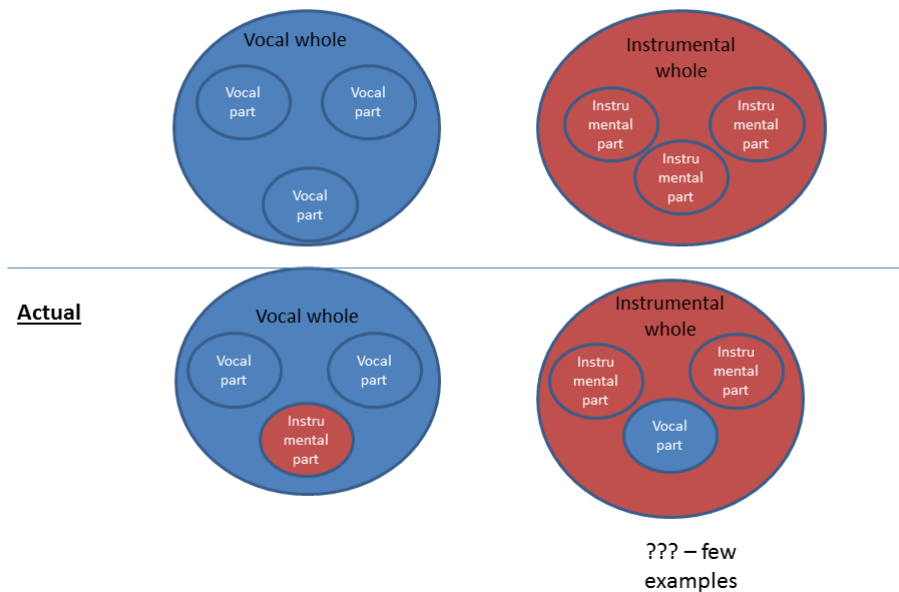 Vocal whole
Vocal
part
Vocal
part
Vocal
part
Instrumental
whole
Instru
mental
part
Instru
mental
part
Instru
mental
part
Actual
Vocal whole
Vocal
part
Vocal
part
Instru
mental
part
Instrumental
whole
Instru
mental
part
Instru
mental
part
Vocal
part
??? – few
examples